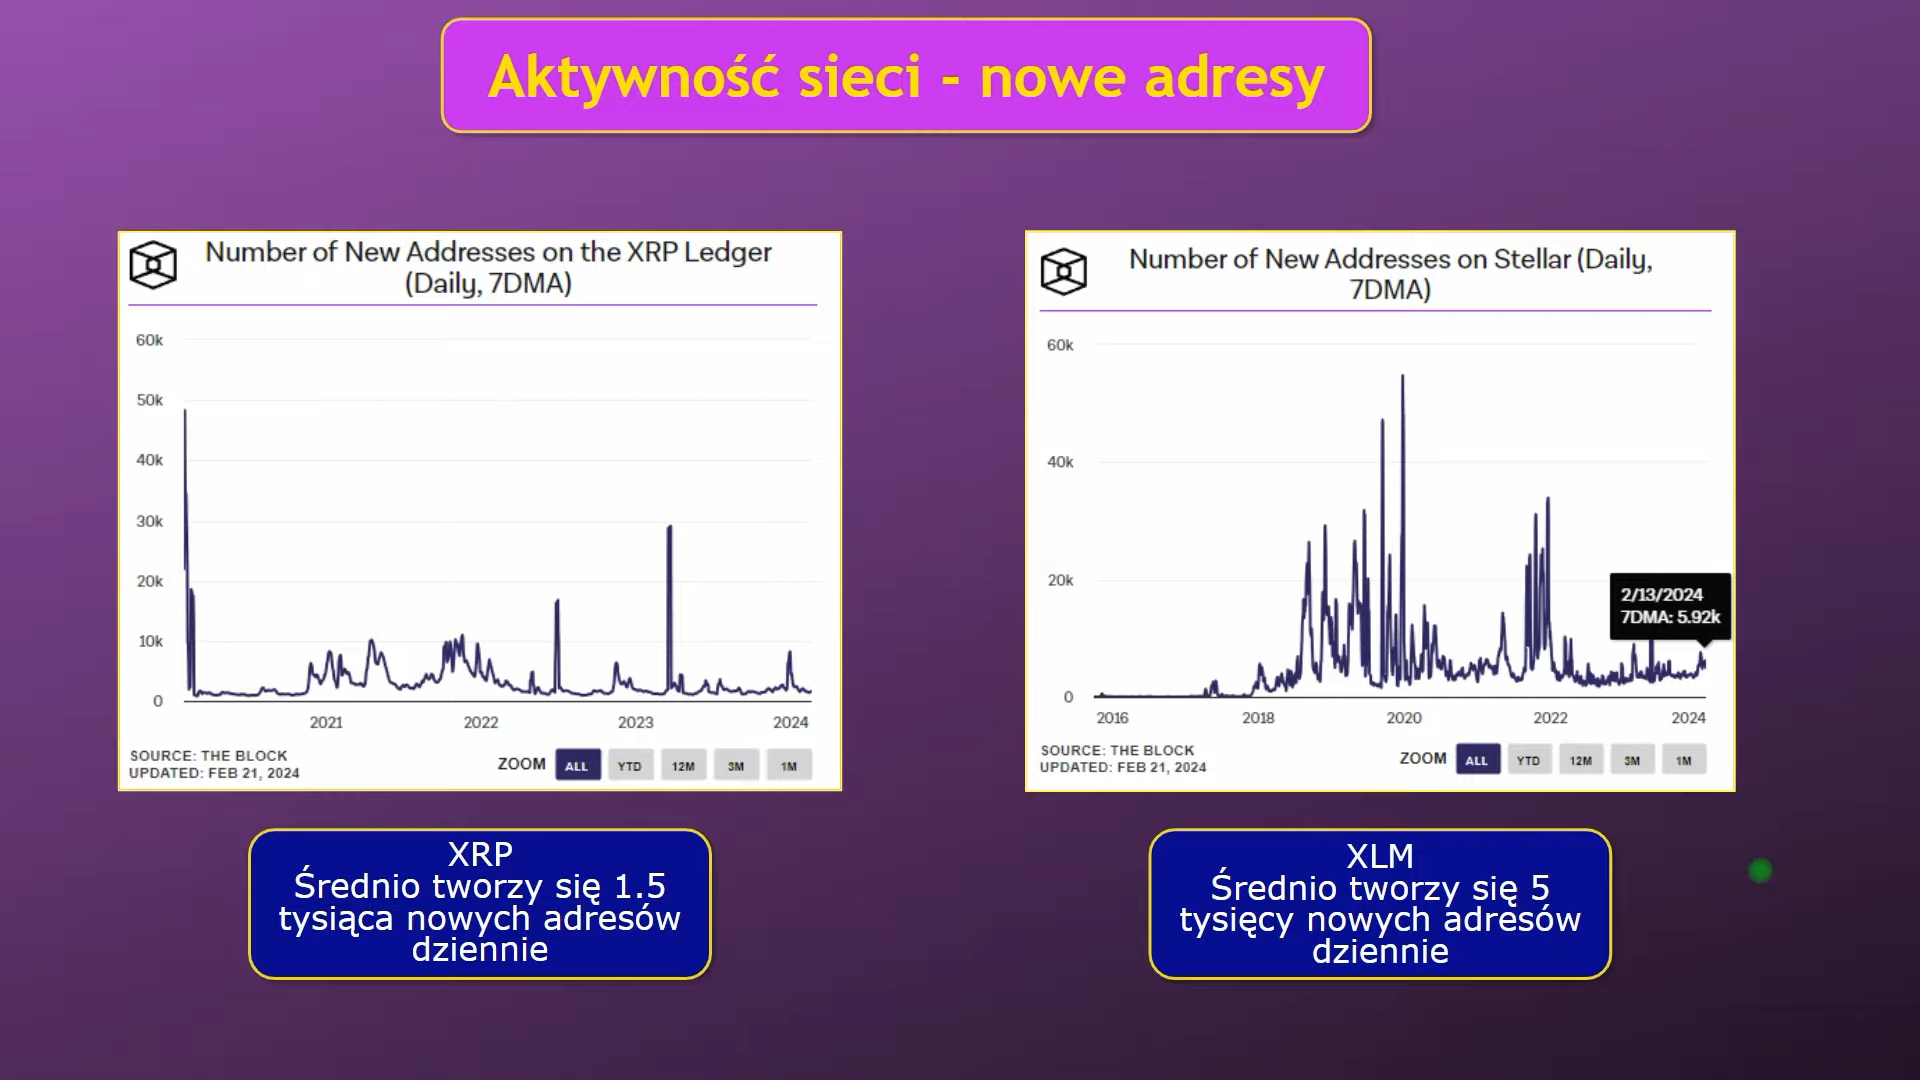 Aktywność sieci - nowe adresy
Number of New Addresses on the XRP Ledger
(Daily, 7DMA)
60k
50k
40k
30k
20k
10k
0
2021 2022 2023 2024
SOURCE: THE BLOCK
UPDATED: FEB 21, 2024
ZOOM ALL YTD 12M 3M 1M
Number of New Addresses on Stellar (Daily,
7DMA)
60k
40k
20k
0
2/13/2024
7DMA: 5.92k
2016 2018 2020 2022 2024
SOURCE: THE BLOCK
UPDATED: FEB 21, 2024
ZOOM ALL YTD 12M 3M 1M
XRP
Średnio tworzy się 1.5
tysiąca nowych adresów
dziennie
XLM
Średnio tworzy się 5
tysięcy nowych adresów
dziennie